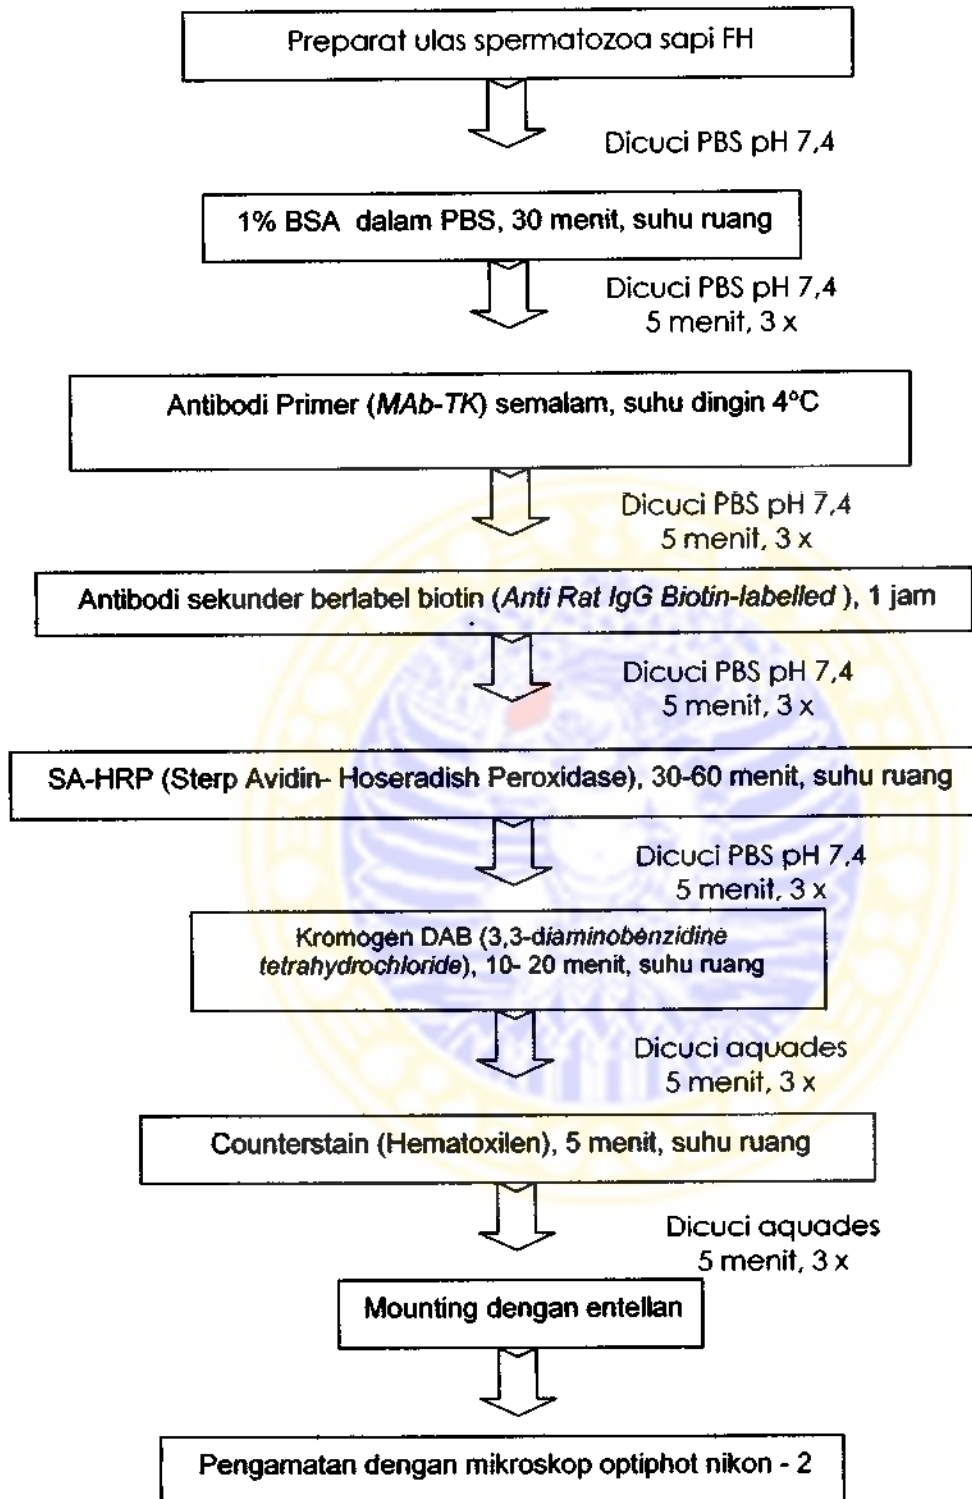 Preparat ulas spermatozoa sapi FH
Dicuci PBS pH 7,4
1% BSA dalam PBS, 30 menit, suhu ruang
Dicuci PBS pH 7,4
5 menit, 3 x
Antibodi Primer (MAb-TK) semalam, suhu dingin 4°C
Dicuci PBS pH 7,4
5 menit, 3 x
Antibodi sekunder berlabel biotin (Anti Rat IgG Biotin-labelled ), 1 jam
Dicuci PBS pH 7,4
5 menit, 3 x
SA-HRP (Sterp Avidin- Hoseradish Peroxidase), 30-60 menit, suhu ruang
Dicuci PBS pH 7,4
5 menit, 3 x
Kromogen DAB (3,3-diaminobenzidine
tetrahydrochloride), 10- 20 menit, suhu ruang
Dicuci aquades
5 menit, 3 x
Counterstain (Hematoxilen), 5 menit, suhu ruang
Dicuci aquades
5 menit, 3 x
Mounting dengan entellan
Pengamatan dengan mikroskop optiphot nikon - 2